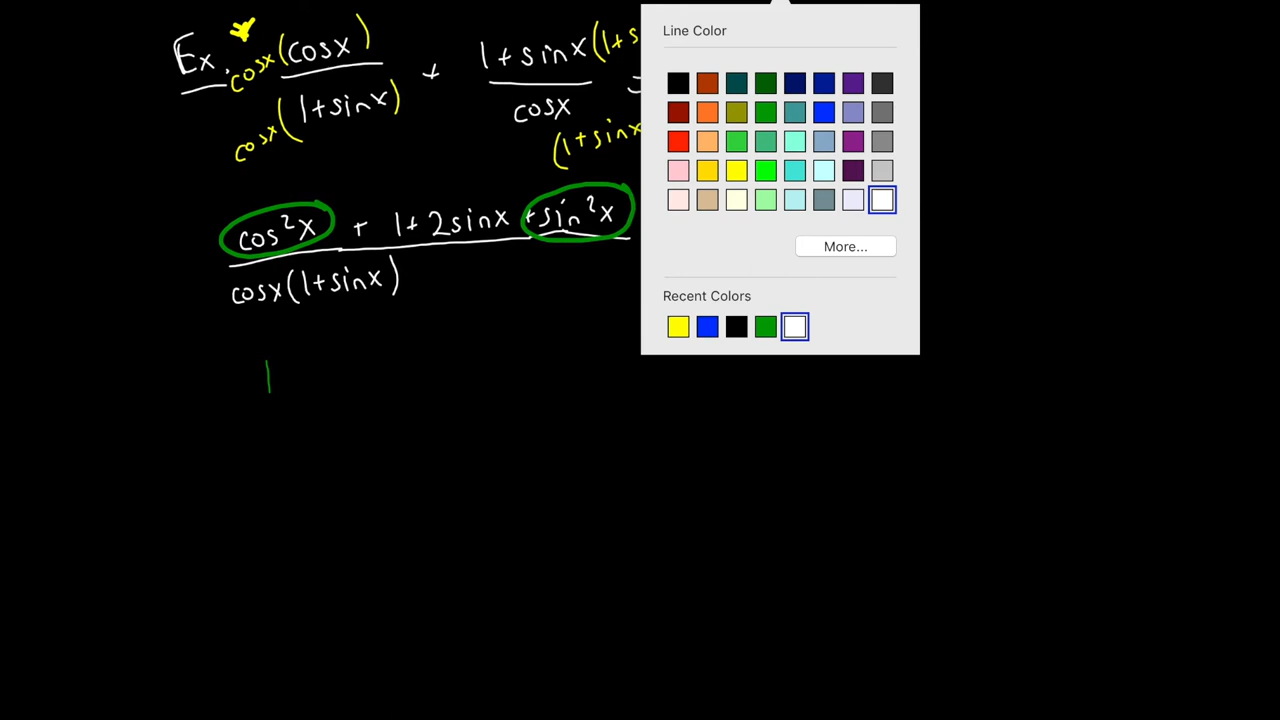 Ex. cosx(cosx) + 1+sinx(1+s =
cosx(1+sinx) cosx
(1+sinx
cos²x + 1+2sinx +sin²x
cosx(1+sinx)
1
Line Color
More...
Recent Colors